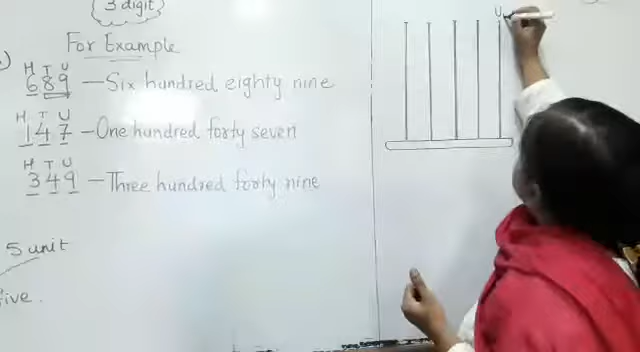 3 digit
For Example
H T U
689 — Six hundred eighty nine
H T U
147 — One hundred forty seven
H T U
349 — Three hundred forty nine
5 unit
U